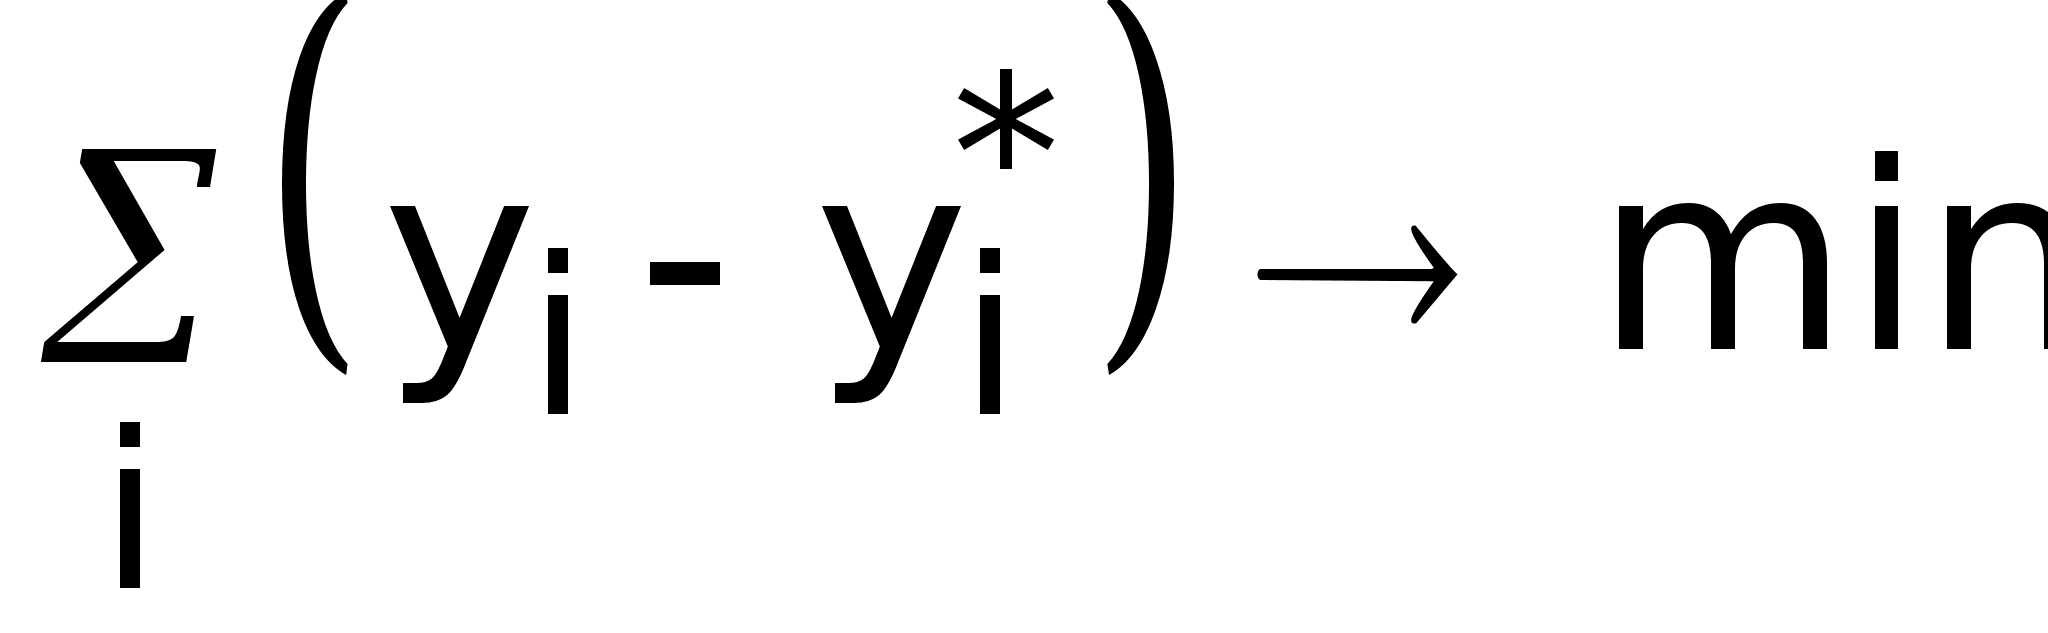 ∑ᵢ (yᵢ - yᵢ*) → min